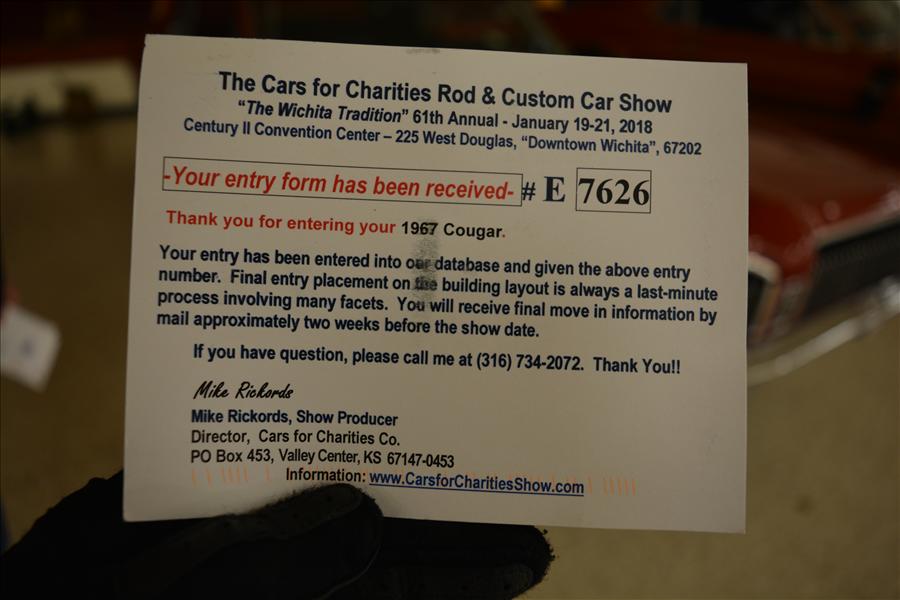 The Cars for Charities Rod & Custom Car Show
"The Wichita Tradition" 61th Annual - January 19-21, 2018
Century II Convention Center – 225 West Douglas, "Downtown Wichita", 67202
-Your entry form has been received- # E 7626
Thank you for entering your 1967 Cougar.
Your entry has been entered into our database and given the above entry
number. Final entry placement on the building layout is always a last-minute
process involving many facets. You will receive final move in information by
mail approximately two weeks before the show date.
If you have question, please call me at (316) 734-2072. Thank You!!
Mike Rickords
Mike Rickords, Show Producer
Director, Cars for Charities Co.
PO Box 453, Valley Center, KS 67147-0453
Information: www.CarsforCharitiesShow.com